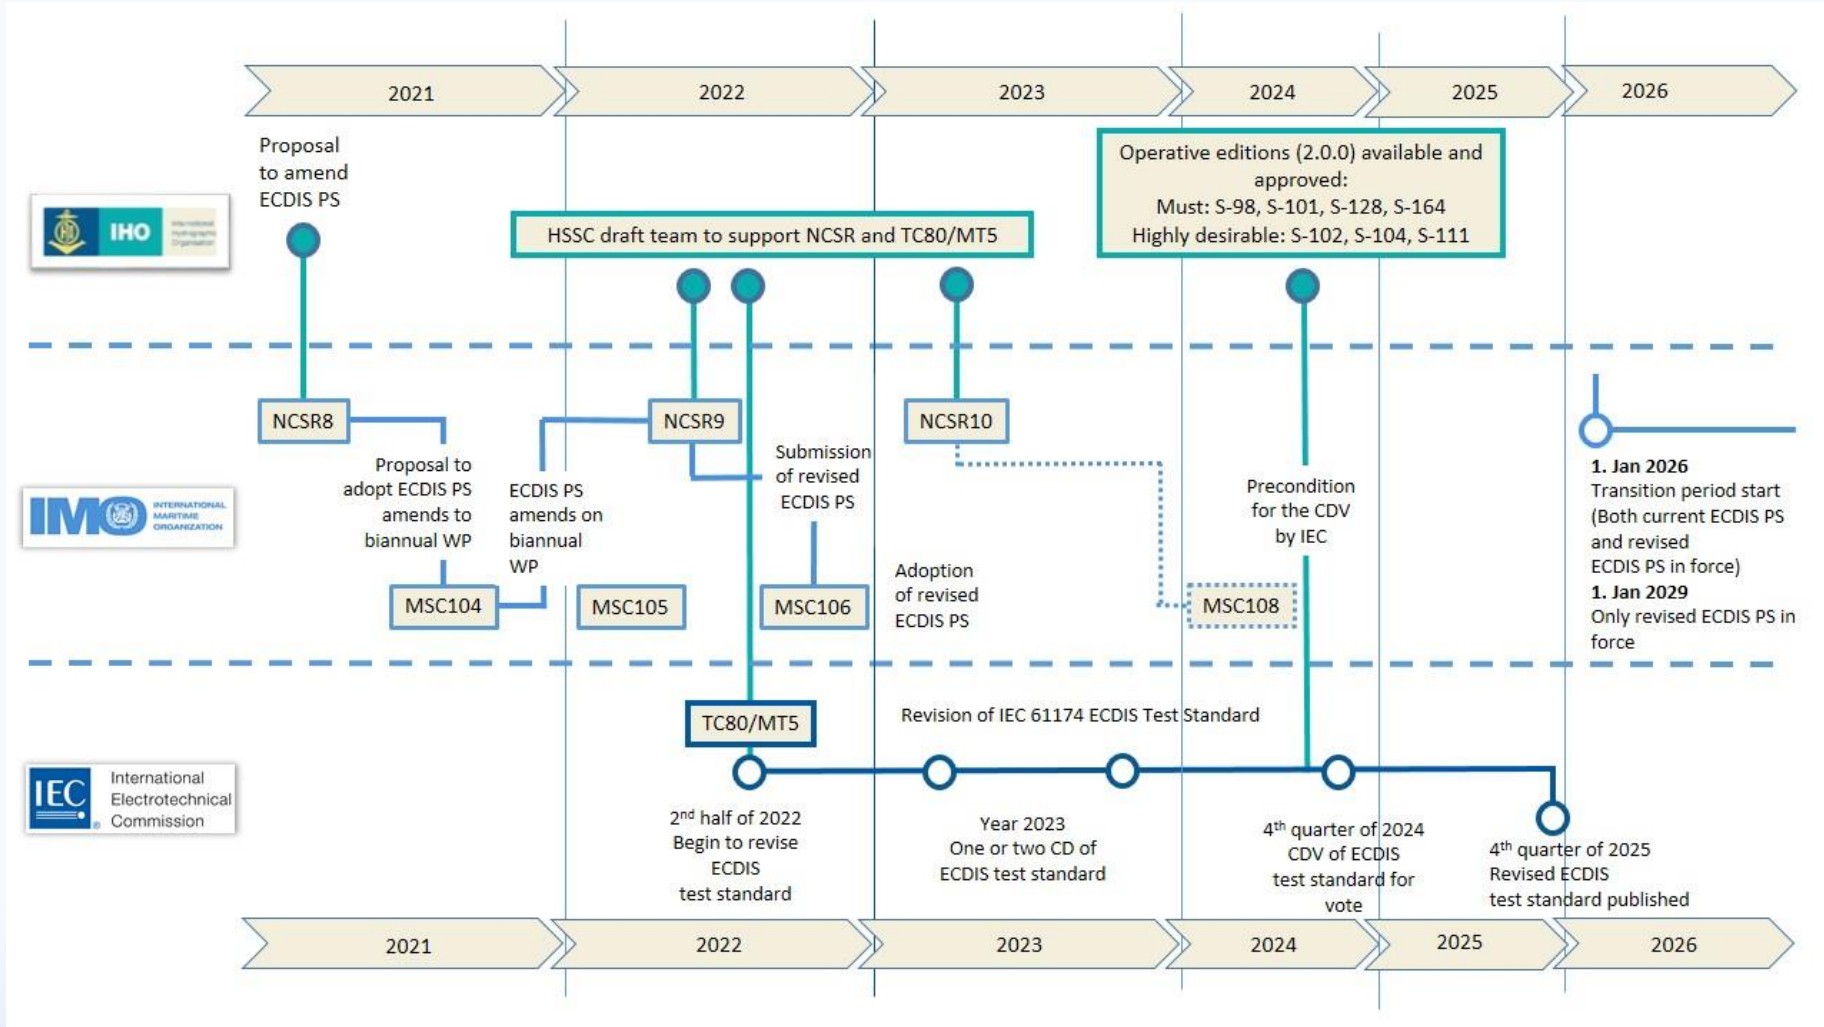 2021
2022
2023
2024
2025
2026
Proposal
to amend
ECDIS PS
Operative editions (2.0.0) available and
approved:
Must: S-98, S-101, S-128, S-164
Highly desirable: S-102, S-104, S-111
IHO
International
Hydrographic
Organization
HSSC draft team to support NCSR and TC80/MT5
NCSR8
NCSR9
NCSR10
Proposal to
adopt ECDIS PS
amends to
biannual WP
ECDIS PS
amends on
biannual
WP
Submission
of revised
ECDIS PS
Precondition
for the CDV
by IEC
1. Jan 2026
Transition period start
(Both current ECDIS PS
and revised
ECDIS PS in force)
1. Jan 2029
Only revised ECDIS PS in
force
IMO
INTERNATIONAL
MARITIME
ORGANIZATION
MSC104
MSC105
MSC106
Adoption
of revised
ECDIS PS
MSC108
TC80/MT5
Revision of IEC 61174 ECDIS Test Standard
IEC
®
International
Electrotechnical
Commission
2nd half of 2022
Begin to revise
ECDIS
test standard
Year 2023
One or two CD of
ECDIS test standard
4th quarter of 2024
CDV of ECDIS
test standard for
vote
4th quarter of 2025
Revised ECDIS
test standard published
2021
2022
2023
2024
2025
2026